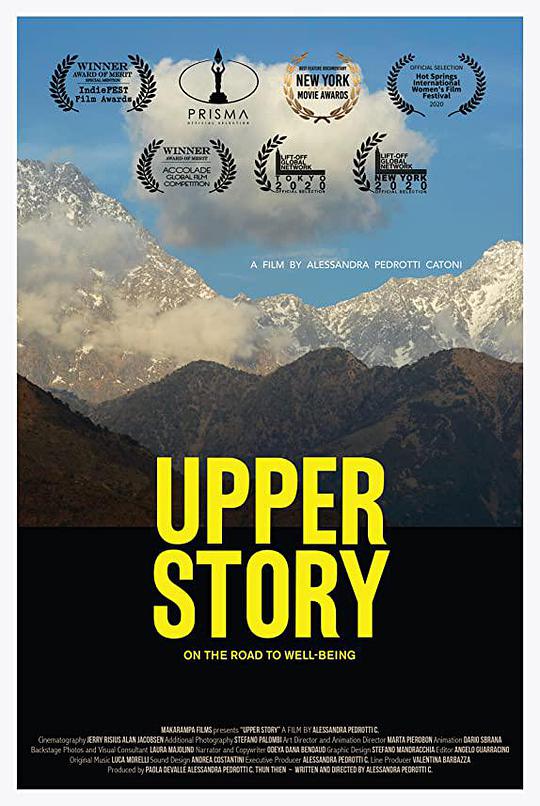 WINNER
AWARD OF MERIT
SPECIAL MENTION
IndieFEST
Film Awards
PRISMA
OFFICIAL SELECTION
BEST FEATURE DOCUMENTARY
NEW YORK
MOVIE AWARDS
OFFICIAL SELECTION
Hot Springs
International
Women's Film
Festival
2020
WINNER
AWARD OF MERIT
ACCOLADE
GLOBAL FILM
COMPETITION
LIFT-OFF
GLOBAL
NETWORK
TOKYO
2020
OFFICIAL SELECTION
LIFT-OFF
GLOBAL
NETWORK
NEW YORK
2020
OFFICIAL SELECTION
A FILM BY ALESSANDRA PEDROTTI CATONI
UPPER
STORY
ON THE ROAD TO WELL-BEING
MAKARAMPA FILMS presents "UPPER STORY" A FILM BY ALESSANDRA PEDROTTI C.
Cinematography JERRY RISIUS ALAN JACOBSEN Additional Photography STEFANO PALOMBI Art Director and Animation Director MARTA PIEROBON Animation DARIO SBRANA
Backstage Photos and Visual Consultant LAURA MAJOLINO Narrator and Copywriter ODEYA DANA BENDAUD Graphic Design STEFANO MANDRACCHIA Editor ANGELO GUARRACINO
Original Music LUCA MORELLI Sound Design ANDREA COSTANTINI Executive Producer ALESSANDRA PEDROTTI C. Line Producer VALENTINA BARBAZZA
Produced by PAOLA DEVALLE ALESSANDRA PEDROTTI C. THUN THIEN – WRITTEN AND DIRECTED BY ALESSANDRA PEDROTTI C.